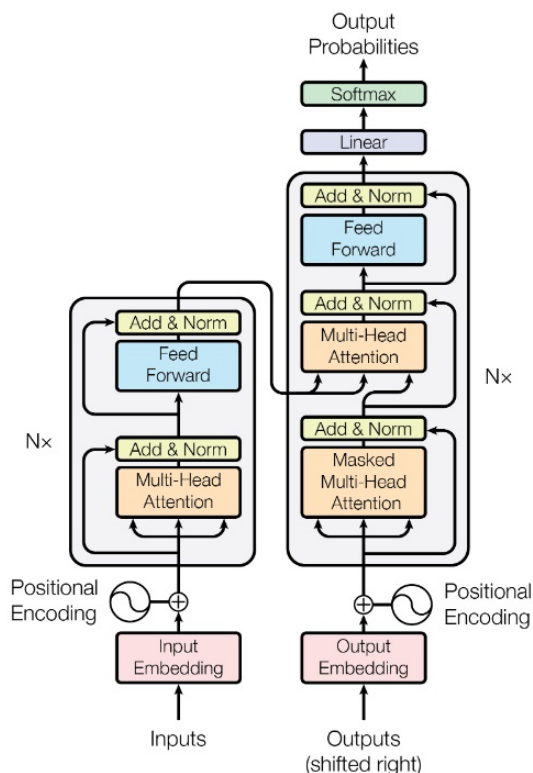 Output
Probabilities
Softmax
Linear
Add & Norm
Feed
Forward
Add & Norm
Multi-Head
Attention
N×
Add & Norm
Masked
Multi-Head
Attention
Add & Norm
Feed
Forward
N×
Add & Norm
Multi-Head
Attention
Positional
Encoding
Positional
Encoding
Input
Embedding
Output
Embedding
Inputs
Outputs
(shifted right)